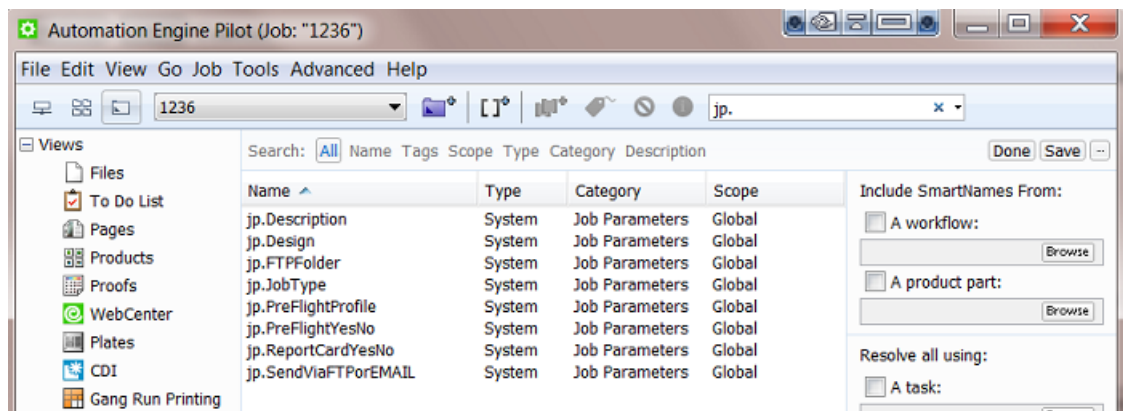 Automation Engine Pilot (Job: "1236")
File Edit View Go Job Tools Advanced Help
1236
jp.
Views
Files
To Do List
Pages
Products
Proofs
WebCenter
Plates
CDI
Gang Run Printing
Search: All Name Tags Scope Type Category Description
Done Save
Name Type Category Scope
jp.Description System Job Parameters Global
jp.Design System Job Parameters Global
jp.FTPFolder System Job Parameters Global
jp.JobType System Job Parameters Global
jp.PreFlightProfile System Job Parameters Global
jp.PreFlightYesNo System Job Parameters Global
jp.ReportCardYesNo System Job Parameters Global
jp.SendViaFTPorEMAIL System Job Parameters Global
Include SmartNames From:
A workflow:
Browse
A product part:
Browse
Resolve all using:
A task: